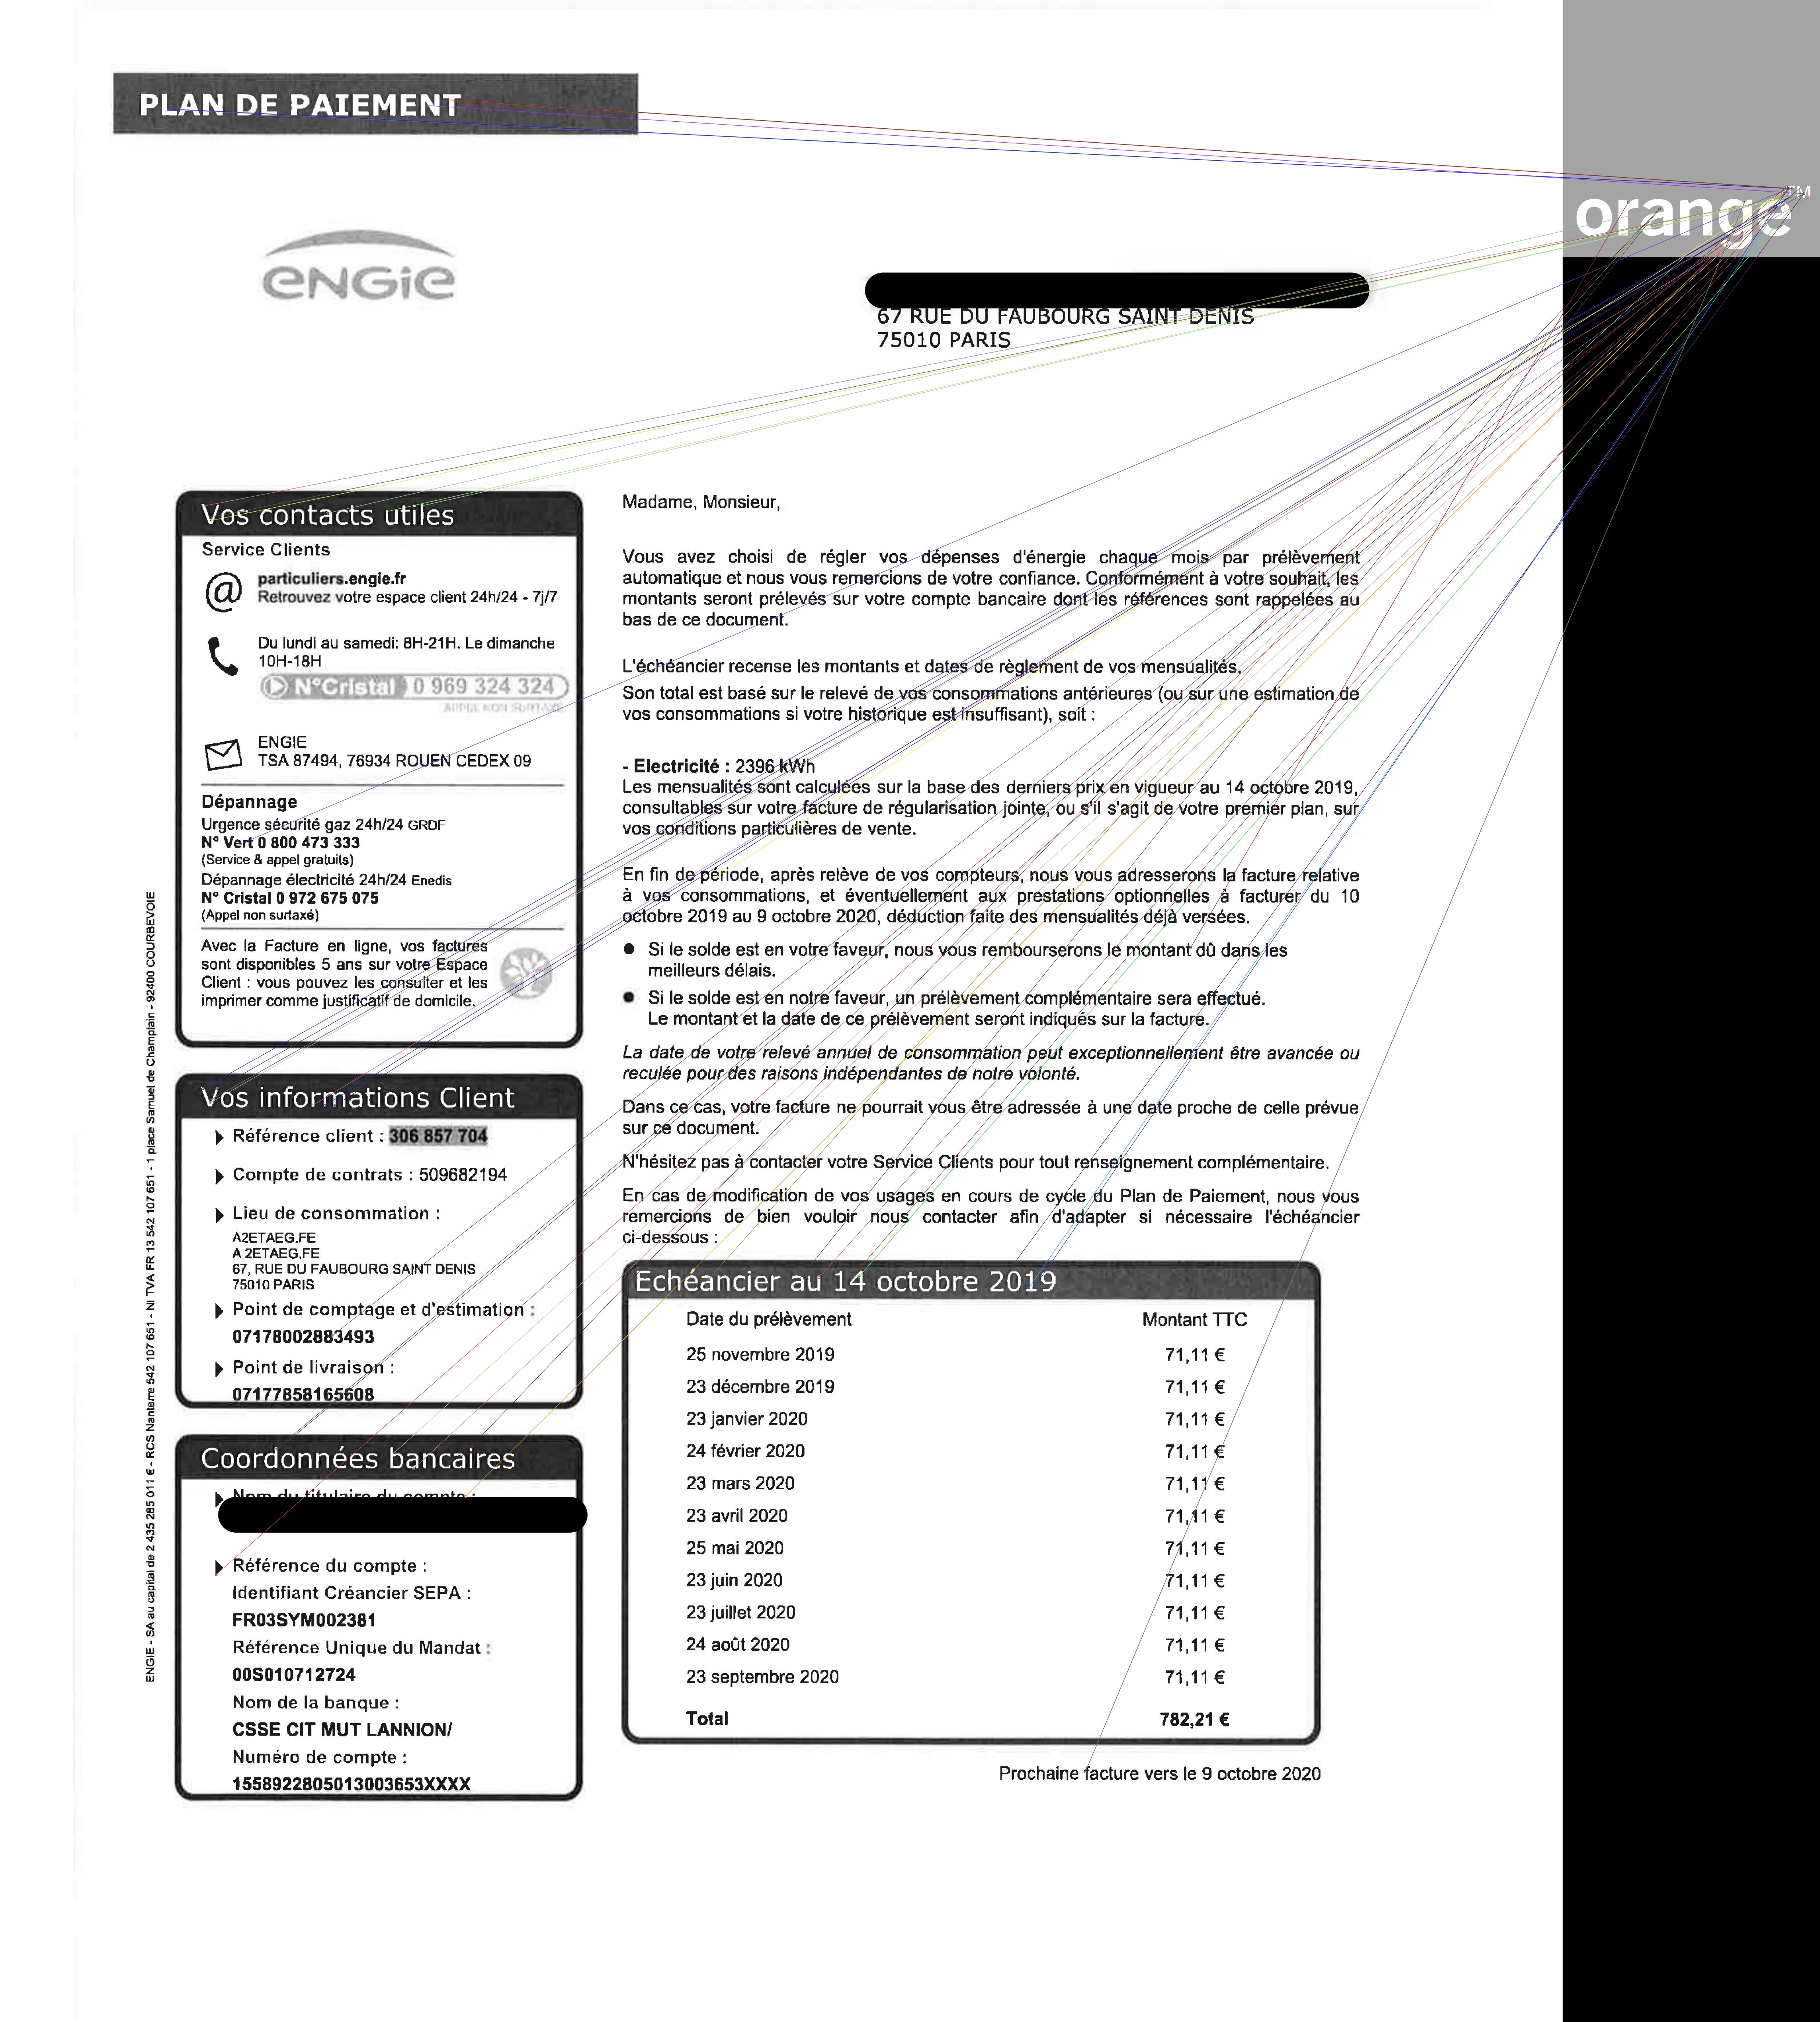 PLAN DE PAIEMENT
orange™
ENGIE
67 RUE DU FAUBOURG SAINT DENIS
75010 PARIS
Vos contacts utiles
Service Clients
particuliers.engie.fr
Retrouvez votre espace client 24h/24 - 7j/7
Du lundi au samedi: 8H-21H. Le dimanche
10H-18H
N°Cristal 0 969 324 324
APPEL NON SURTAXE
ENGIE
TSA 87494, 76934 ROUEN CEDEX 09
Dépannage
Urgence sécurité gaz 24h/24 GRDF
N° Vert 0 800 473 333
(Service & appel gratuits)
Dépannage électricité 24h/24 Enedis
N° Cristal 0 972 675 075
(Appel non surtaxé)
Avec la Facture en ligne, vos factures
sont disponibles 5 ans sur votre Espace
Client : vous pouvez les consulter et les
imprimer comme justificatif de domicile.
Vos informations Client
Référence client : 306 857 704
Compte de contrats : 509682194
Lieu de consommation :
A2ETAEG.FE
A 2ETAEG.FE
67, RUE DU FAUBOURG SAINT DENIS
75010 PARIS
Point de comptage et d'estimation :
07178002883493
Point de livraison :
07177858165608
Coordonnées bancaires
Nom du titulaire du compte :
Référence du compte :
Identifiant Créancier SEPA :
FR03SYM002381
Référence Unique du Mandat :
00S010712724
Nom de la banque :
CSSE CIT MUT LANNION/
Numéro de compte :
1558922805013003653XXXX
ENGIE - SA au capital de 2 435 285 011 € - RCS Nanterre 542 107 651 - NI TVA FR 13 542 107 651 - 1 place Samuel de Champlain - 92400 COURBEVOIE
Madame, Monsieur,
Vous avez choisi de régler vos dépenses d'énergie chaque mois par prélèvement
automatique et nous vous remercions de votre confiance. Conformément à votre souhait, les
montants seront prélevés sur votre compte bancaire dont les références sont rappelées au
bas de ce document.
L'échéancier recense les montants et dates de règlement de vos mensualités.
Son total est basé sur le relevé de vos consommations antérieures (ou sur une estimation de
vos consommations si votre historique est insuffisant), soit :
- Electricité : 2396 kWh
Les mensualités sont calculées sur la base des derniers prix en vigueur au 14 octobre 2019,
consultables sur votre facture de régularisation jointe, ou s'il s'agit de votre premier plan, sur
vos conditions particulières de vente.
En fin de période, après relève de vos compteurs, nous vous adresserons la facture relative
à vos consommations, et éventuellement aux prestations optionnelles à facturer du 10
octobre 2019 au 9 octobre 2020, déduction faite des mensualités déjà versées.
● Si le solde est en votre faveur, nous vous rembourserons le montant dû dans les
meilleurs délais.
● Si le solde est en notre faveur, un prélèvement complémentaire sera effectué.
Le montant et la date de ce prélèvement seront indiqués sur la facture.
La date de votre relevé annuel de consommation peut exceptionnellement être avancée ou
reculée pour des raisons indépendantes de notre volonté.
Dans ce cas, votre facture ne pourrait vous être adressée à une date proche de celle prévue
sur ce document.
N'hésitez pas à contacter votre Service Clients pour tout renseignement complémentaire.
En cas de modification de vos usages en cours de cycle du Plan de Paiement, nous vous
remercions de bien vouloir nous contacter afin d'adapter si nécessaire l'échéancier
ci-dessous :
Echéancier au 14 octobre 2019
Date du prélèvement Montant TTC
25 novembre 2019 71,11 €
23 décembre 2019 71,11 €
23 janvier 2020 71,11 €
24 février 2020 71,11 €
23 mars 2020 71,11 €
23 avril 2020 71,11 €
25 mai 2020 71,11 €
23 juin 2020 71,11 €
23 juillet 2020 71,11 €
24 août 2020 71,11 €
23 septembre 2020 71,11 €
Total 782,21 €
Prochaine facture vers le 9 octobre 2020